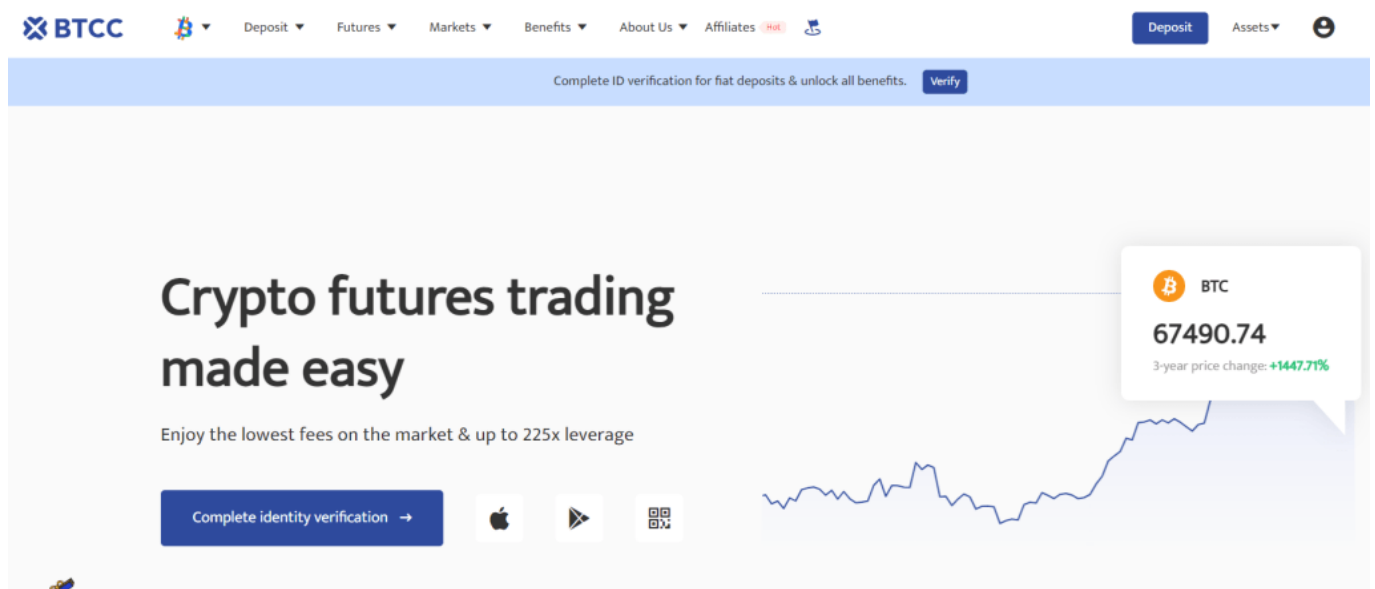 BTCC
Deposit
Futures
Markets
Benefits
About Us
Affiliates Hot
Deposit
Assets
Complete ID verification for fiat deposits & unlock all benefits. Verify
Crypto futures trading
made easy
Enjoy the lowest fees on the market & up to 225x leverage
Complete identity verification →
BTC
67490.74
3-year price change: +1447.71%